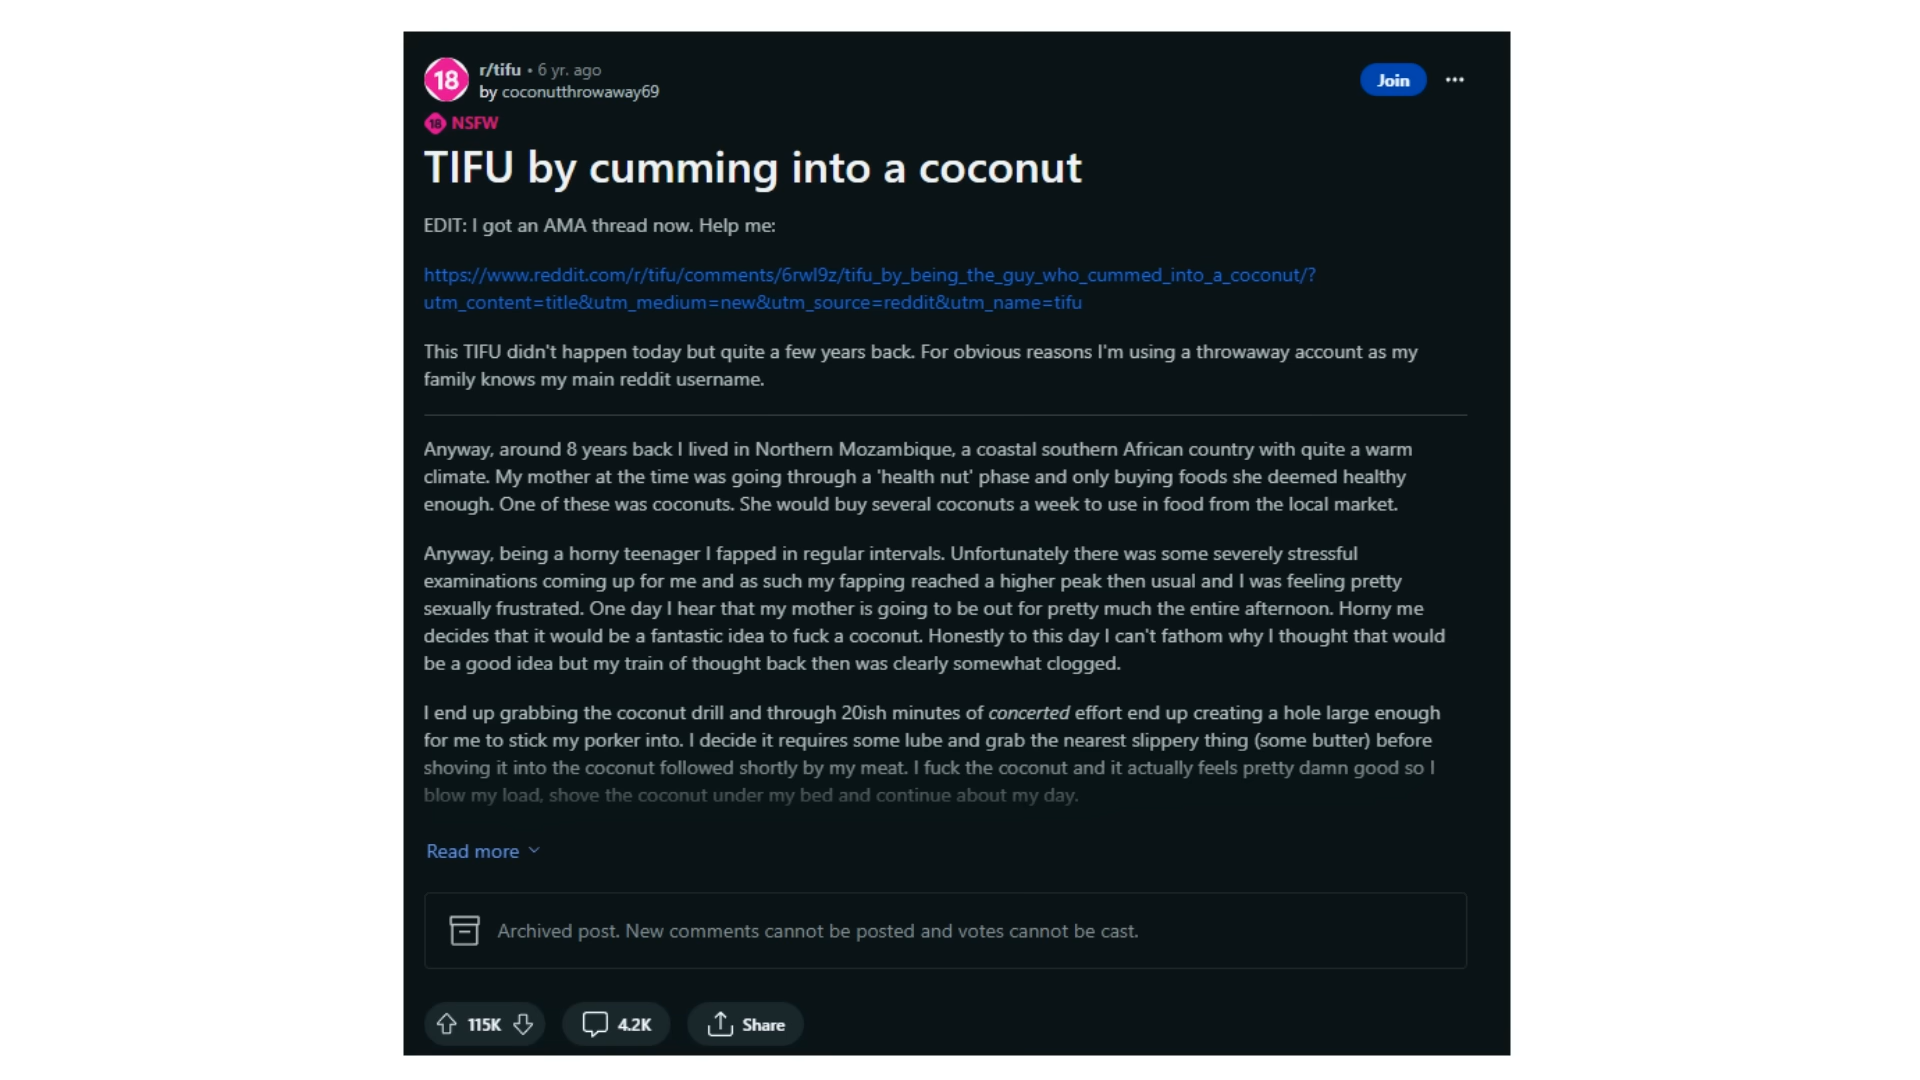 r/tifu • 6 yr. ago
by coconutthrowaway69
Join
18
18 NSFW
TIFU by cumming into a coconut
EDIT: I got an AMA thread now. Help me:
https://www.reddit.com/r/tifu/comments/6rwl9z/tifu_by_being_the_guy_who_cummed_into_a_coconut/?
utm_content=title&utm_medium=new&utm_source=reddit&utm_name=tifu
This TIFU didn't happen today but quite a few years back. For obvious reasons I'm using a throwaway account as my
family knows my main reddit username.
Anyway, around 8 years back I lived in Northern Mozambique, a coastal southern African country with quite a warm
climate. My mother at the time was going through a 'health nut' phase and only buying foods she deemed healthy
enough. One of these was coconuts. She would buy several coconuts a week to use in food from the local market.
Anyway, being a horny teenager I fapped in regular intervals. Unfortunately there was some severely stressful
examinations coming up for me and as such my fapping reached a higher peak then usual and I was feeling pretty
sexually frustrated. One day I hear that my mother is going to be out for pretty much the entire afternoon. Horny me
decides that it would be a fantastic idea to fuck a coconut. Honestly to this day I can't fathom why I thought that would
be a good idea but my train of thought back then was clearly somewhat clogged.
I end up grabbing the coconut drill and through 20ish minutes of concerted effort end up creating a hole large enough
for me to stick my porker into. I decide it requires some lube and grab the nearest slippery thing (some butter) before
shoving it into the coconut followed shortly by my meat. I fuck the coconut and it actually feels pretty damn good so I
blow my load, shove the coconut under my bed and continue about my day.
Read more
Archived post. New comments cannot be posted and votes cannot be cast.
115K
4.2K
Share